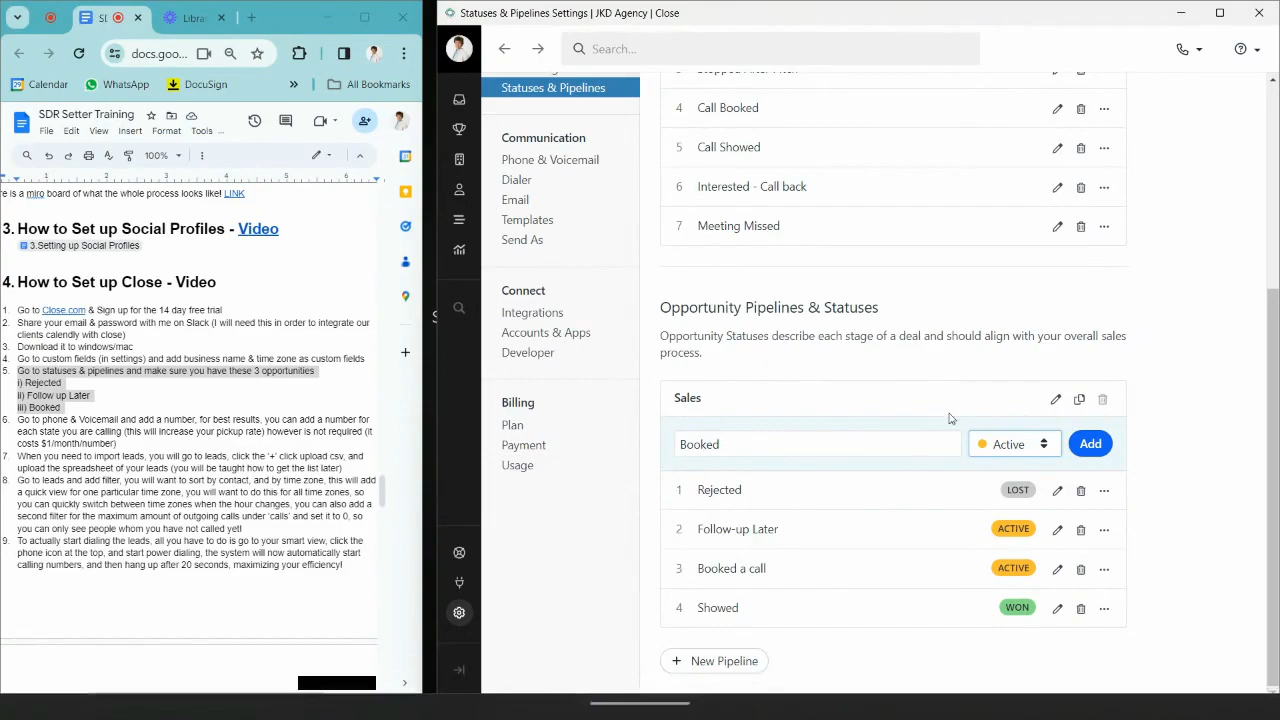 Close
Statuses & Pipelines Settings | JKD Agency | Close
docs.goo...
Search...
Calendar
WhatsApp
DocuSign
»
All Bookmarks
SDR Setter Training
File Edit View Insert Format Tools ...
100%
1 2 3 4 5 6
re is a miro board of what the whole process looks like! LINK
3. How to Set up Social Profiles - Video
3.Setting up Social Profiles
4. How to Set up Close - Video
1. Go to Close.com & Sign up for the 14 day free trial
2. Share your email & password with me on Slack (I will need this in order to integrate our
clients calendly with close)
3. Download it to windows/mac
4. Go to custom fields (in settings) and add business name & time zone as custom fields
5. Go to statuses & pipelines and make sure you have these 3 opportunities
i) Rejected
ii) Follow up Later
iii) Booked
6. Go to phone & Voicemail and add a number, for best results, you can add a number for
each state you are calling (this will increase your pickup rate) however is not required (it
costs $1/month/number)
7. When you need to import leads, you will go to leads, click the '+' click upload csv, and
upload the spreadsheet of your leads (you will be taught how to get the list later)
8. Go to leads and add filter, you will want to sort by contact, and by time zone, this will add
a quick view for one particular time zone, you will want to do this for all time zones, so
you can quickly switch between time zones when the hour changes, you can also add a
second filter for the maximum amount of outgoing calls under 'calls' and set it to 0, so
you can only see people whom you have not called yet!
9. To actually start dialing the leads, all you have to do is go to your smart view, click the
phone icon at the top, and start power dialing, the system will now automatically start
calling numbers, and then hang up after 20 seconds, maximizing your efficiency!
Statuses & Pipelines
Communication
Phone & Voicemail
Dialer
Email
Templates
Send As
Connect
Integrations
Accounts & Apps
Developer
Billing
Plan
Payment
Usage
4 Call Booked
5 Call Showed
6 Interested - Call back
7 Meeting Missed
Opportunity Pipelines & Statuses
Opportunity Statuses describe each stage of a deal and should align with your overall sales
process.
Sales
Booked Active Add
1 Rejected LOST
2 Follow-up Later ACTIVE
3 Booked a call ACTIVE
4 Showed WON
+ New Pipeline